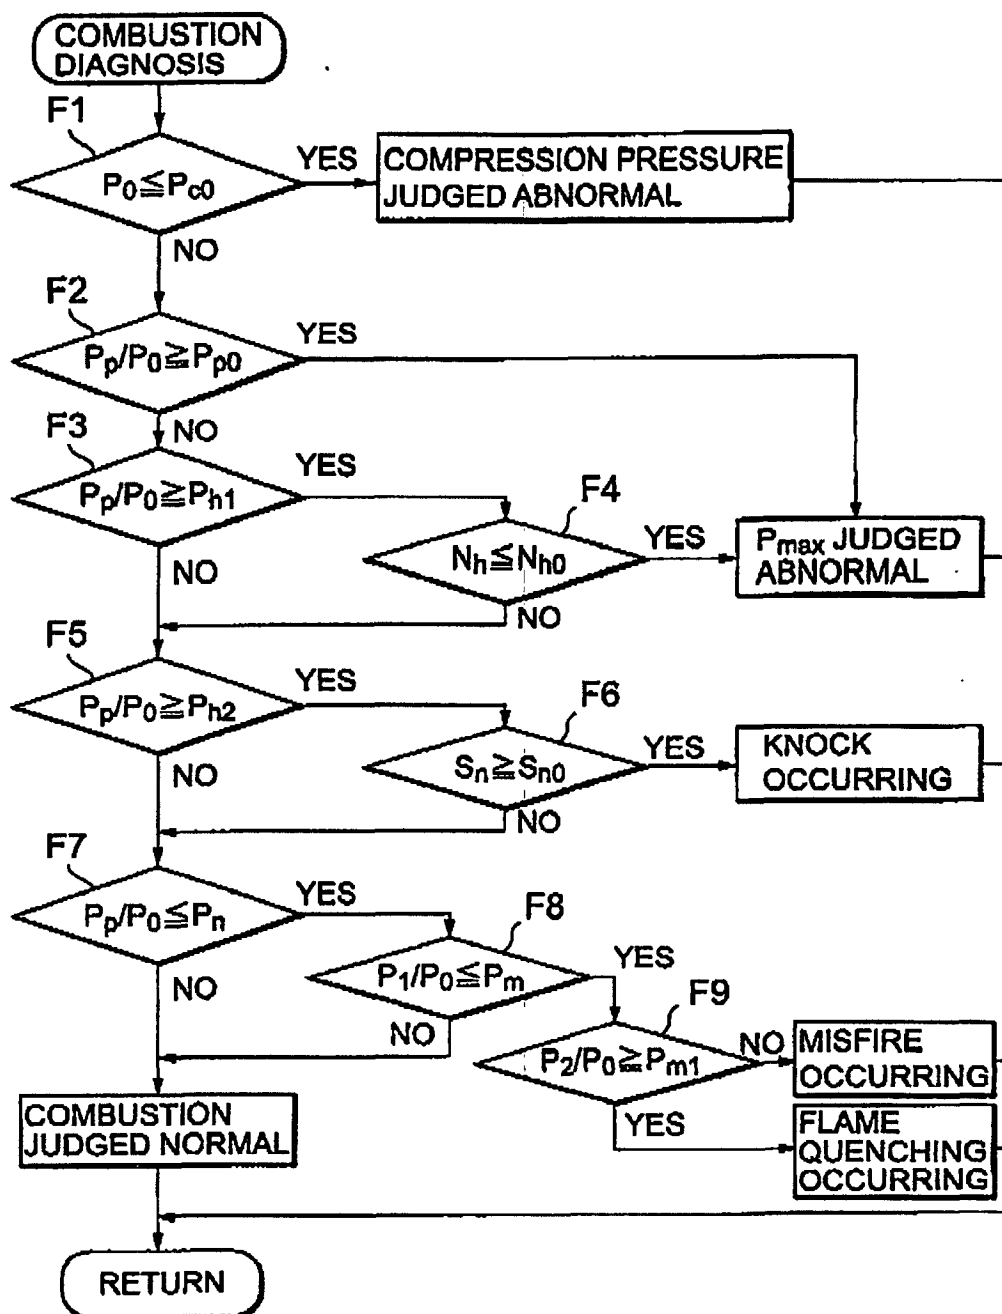 COMBUSTION
DIAGNOSIS
F1
P0≦Pc0
YES
COMPRESSION PRESSURE
JUDGED ABNORMAL
NO
F2
Pp/P0≧Pp0
YES
NO
F3
Pp/P0≧Ph1
YES
NO
F4
Nh≦Nh0
YES
Pmax JUDGED
ABNORMAL
NO
F5
Pp/P0≧Ph2
YES
NO
F6
Sn≧Sn0
YES
KNOCK
OCCURRING
NO
F7
Pp/P0≦Pn
YES
NO
F8
P1/P0≦Pm
YES
NO
F9
P2/P0≧Pm1
NO
MISFIRE
OCCURRING
YES
FLAME
QUENCHING
OCCURRING
COMBUSTION
JUDGED NORMAL
RETURN